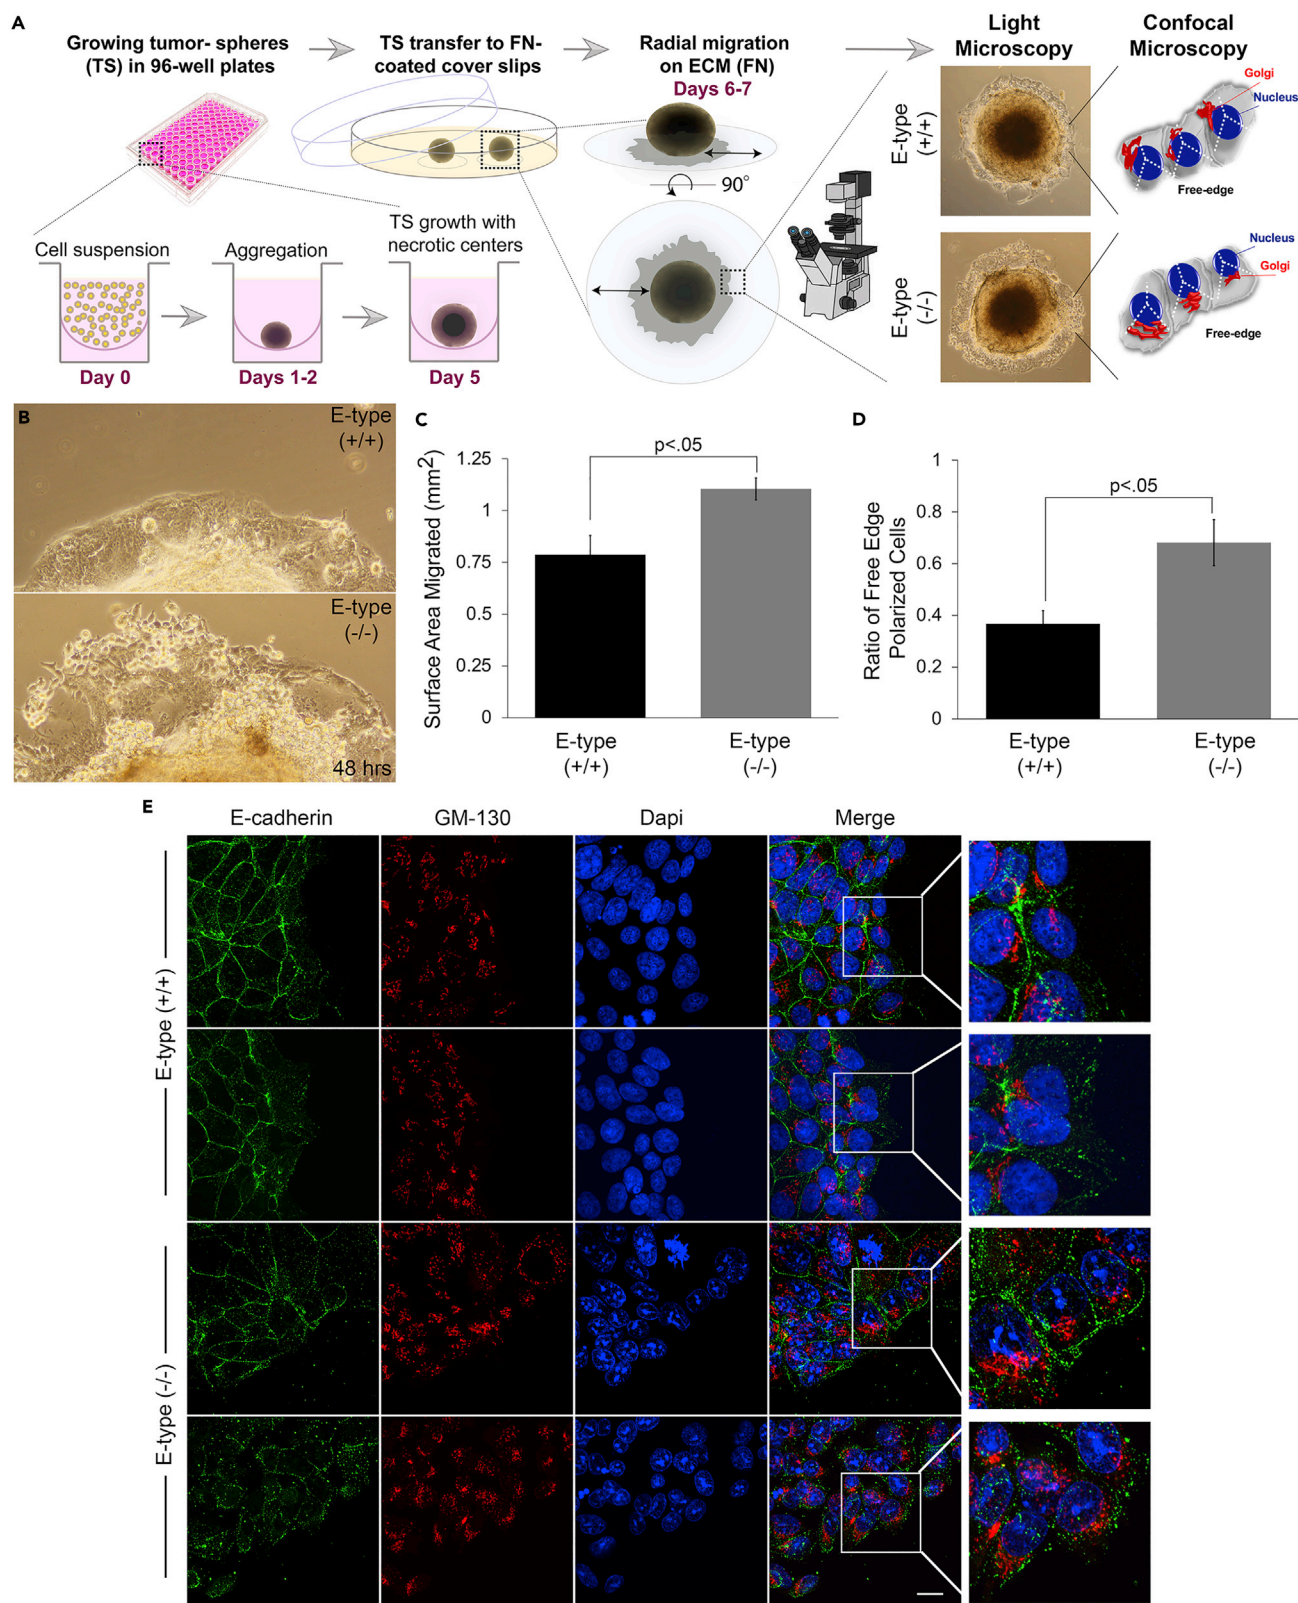 A
Growing tumor- spheres
(TS) in 96-well plates
TS transfer to FN-
coated cover slips
Radial migration
on ECM (FN)
Days 6-7
Light
Microscopy
Confocal
Microscopy
90°
Cell suspension
Aggregation
TS growth with
necrotic centers
Day 0
Days 1-2
Day 5
E-type
(+/+)
Golgi
Nucleus
Free-edge
E-type
(-/-)
Nucleus
Golgi
Free-edge
B
E-type
(+/+)
E-type
(-/-)
48 hrs
C
Surface Area Migrated (mm2)
1.25
1
0.75
0.5
0.25
0
p<.05
E-type
(+/+)
E-type
(-/-)
D
Ratio of Free Edge
Polarized Cells
1
0.8
0.6
0.4
0.2
0
p<.05
E-type
(+/+)
E-type
(-/-)
E
E-cadherin
GM-130
Dapi
Merge
E-type (+/+)
E-type (-/-)